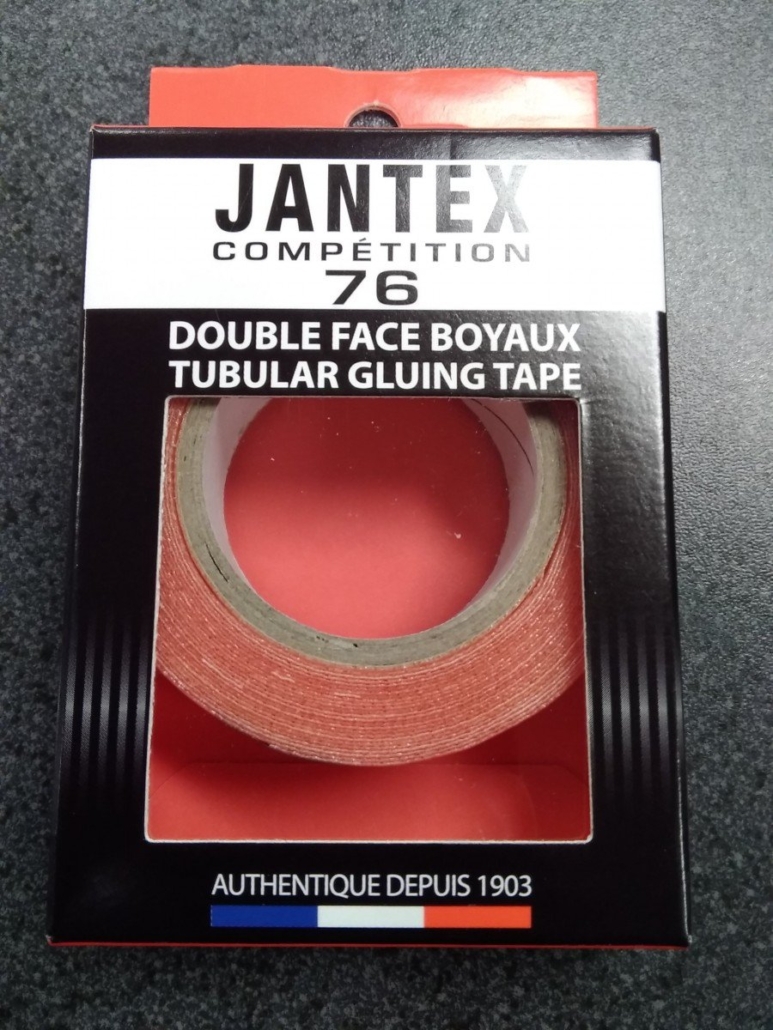 JANTEX
COMPÉTITION
76
DOUBLE FACE BOYAUX
TUBULAR GLUING TAPE
AUTHENTIQUE DEPUIS 1903